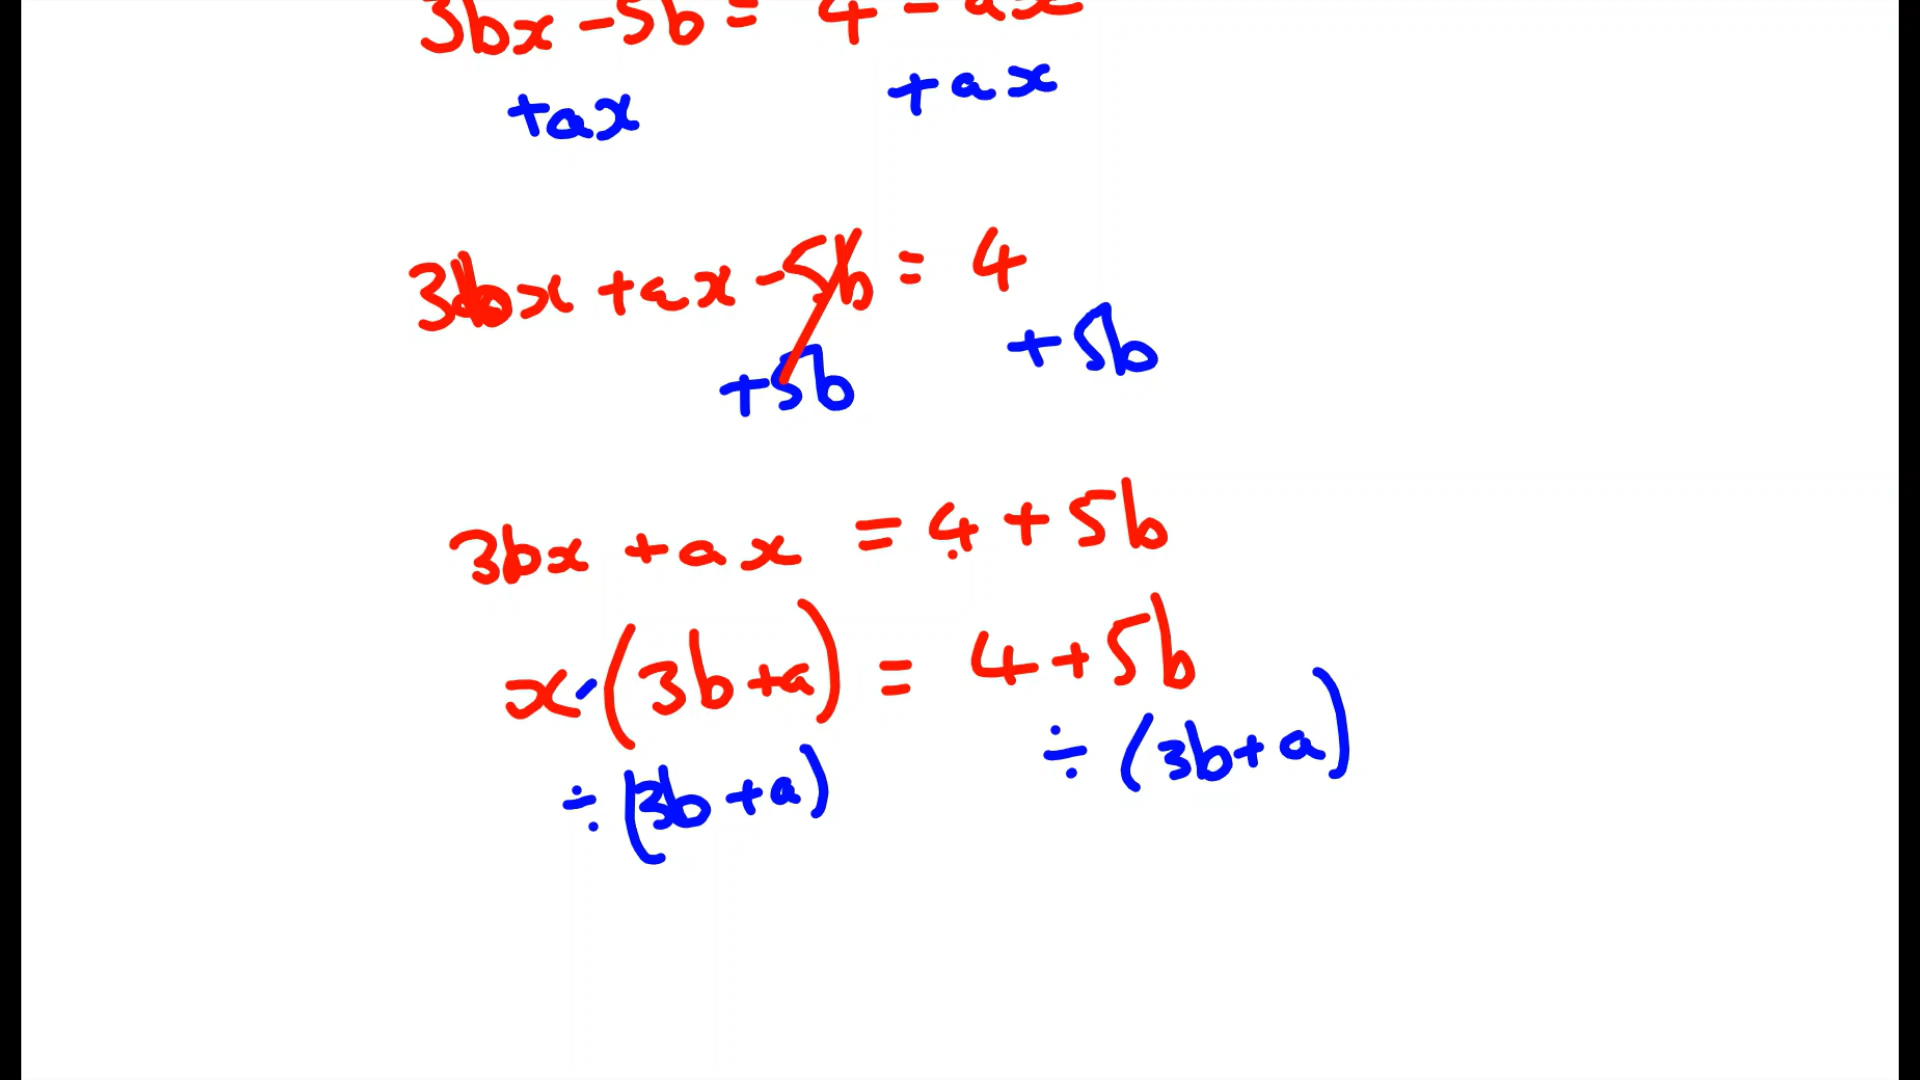 3bx - 5b = 4 - ax
+ax +ax
3bx + ax - 5b = 4
+5b +5b
3bx + ax = 4 + 5b
x(3b+a) = 4 + 5b
÷(3b+a) ÷(3b+a)